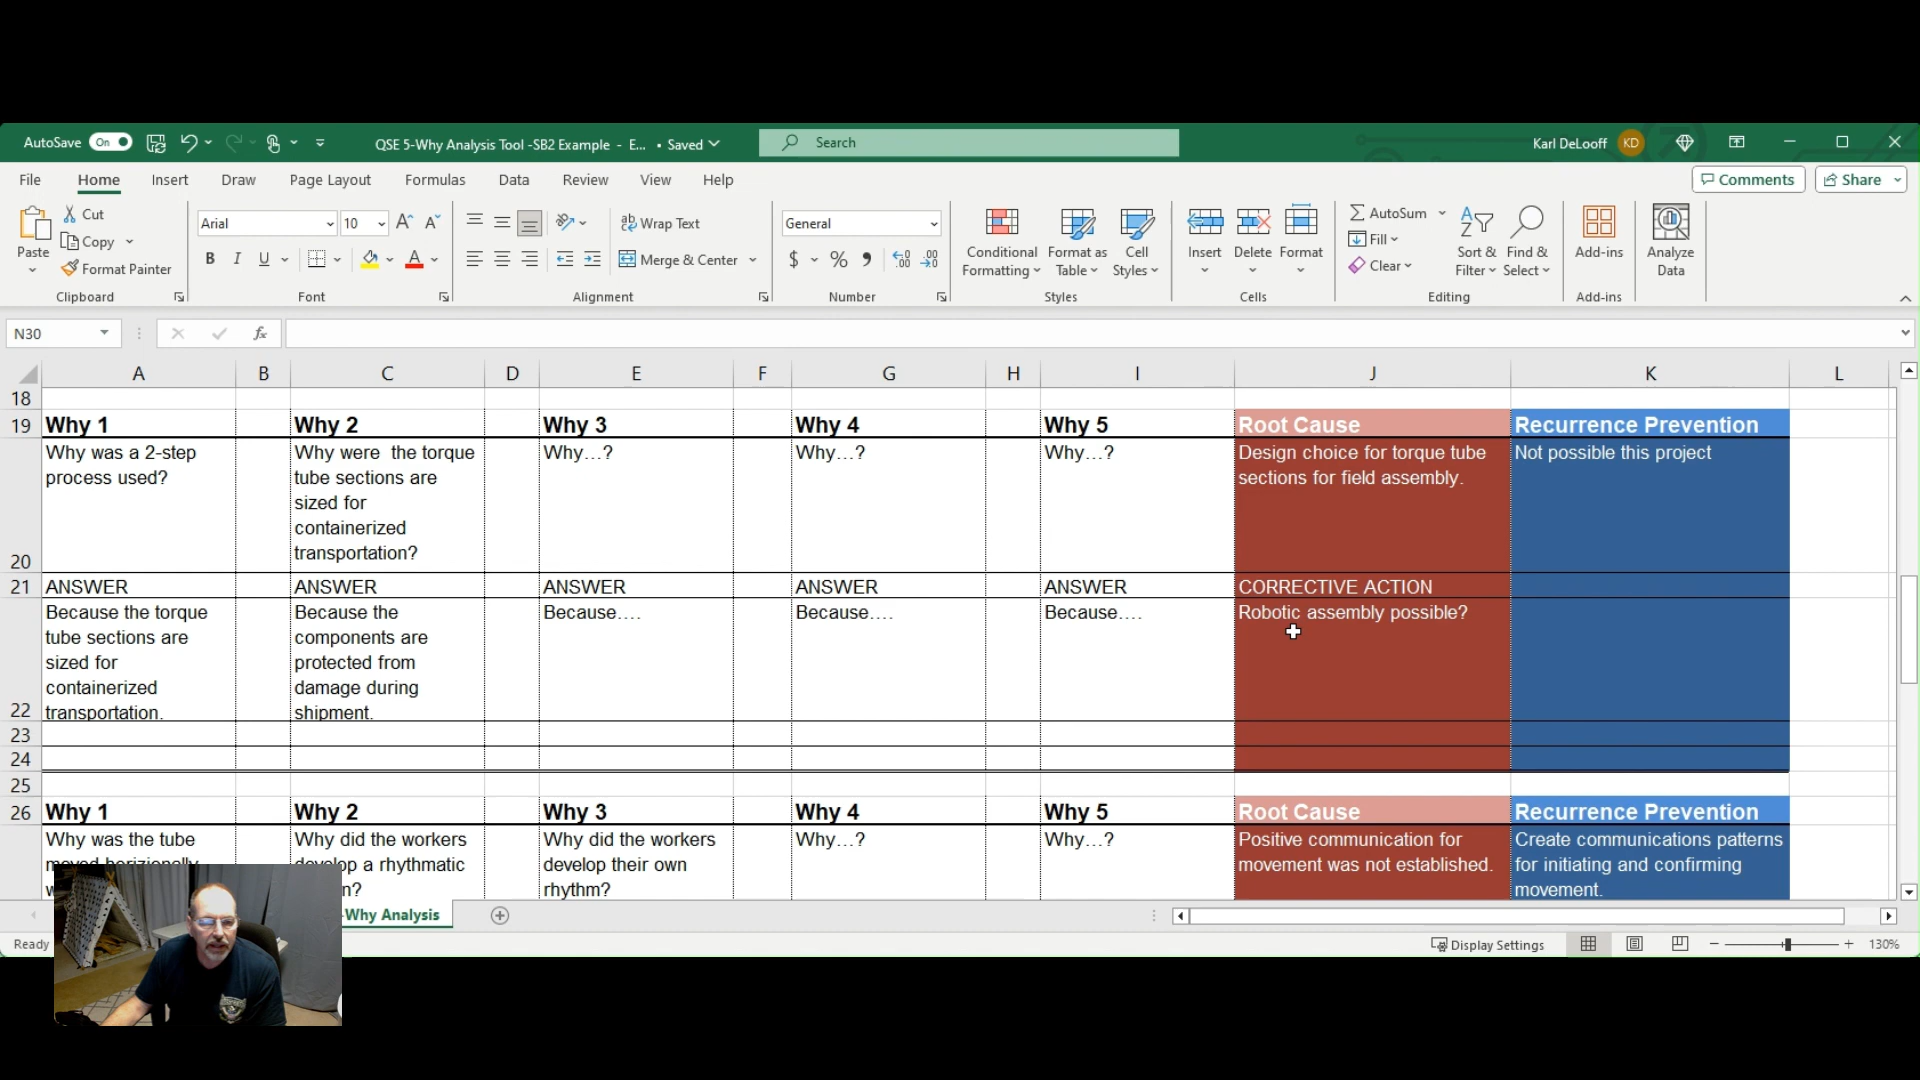 AutoSave On
QSE 5-Why Analysis Tool -SB2 Example - E... • Saved
Search
Karl DeLooff KD
File Home Insert Draw Page Layout Formulas Data Review View Help
Comments Share
Paste
Cut
Copy
Format Painter
Clipboard
Arial 10
B I U
Font
Wrap Text
Merge & Center
Alignment
General
$ % 9
Number
Conditional Formatting
Format as Table
Cell Styles
Styles
Insert Delete Format
Cells
AutoSum
Fill
Clear
Sort & Filter
Find & Select
Editing
Add-ins
Add-ins
Analyze Data
N30
fx
A B C D E F G H I J K L
18
19 Why 1 Why 2 Why 3 Why 4 Why 5 Root Cause Recurrence Prevention
Why was a 2-step
process used?
Why were the torque
tube sections are
sized for
containerized
transportation?
Why...?
Why...?
Why...?
Design choice for torque tube
sections for field assembly.
Not possible this project
20
21 ANSWER ANSWER ANSWER ANSWER ANSWER CORRECTIVE ACTION
Because the torque
tube sections are
sized for
containerized
transportation.
Because the
components are
protected from
damage during
shipment.
Because....
Because....
Because....
Robotic assembly possible?
22
23
24
25
26 Why 1 Why 2 Why 3 Why 4 Why 5 Root Cause Recurrence Prevention
Why was the tube
Why did the workers
rhythmatic
Why did the workers
develop their own
rhythm?
Why...?
Why...?
Positive communication for
movement was not established.
Create communications patterns
for initiating and confirming
movement.
-Why Analysis
Ready
Display Settings
130%